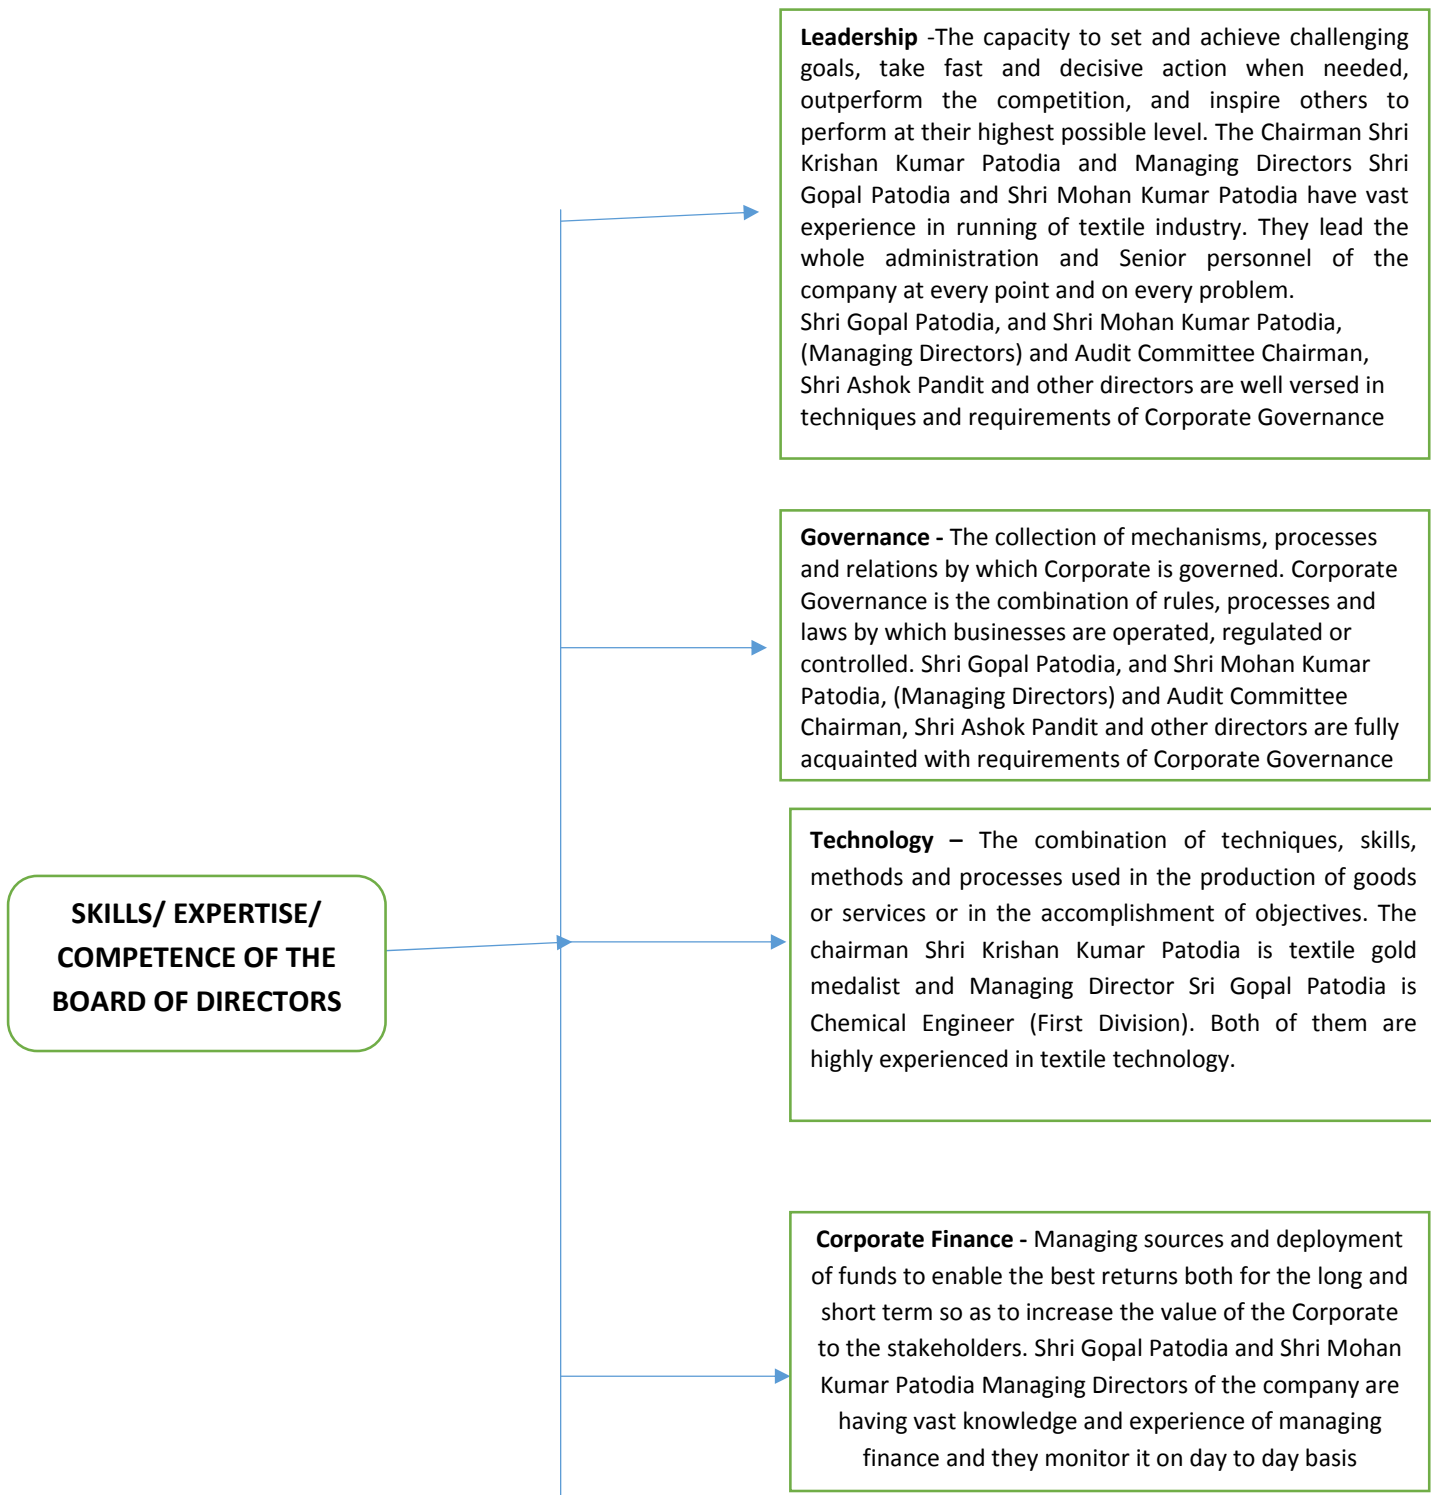 Leadership -The capacity to set and achieve challenging
goals, take fast and decisive action when needed,
outperform the competition, and inspire others to
perform at their highest possible level. The Chairman Shri
Krishan Kumar Patodia and Managing Directors Shri
Gopal Patodia and Shri Mohan Kumar Patodia have vast
experience in running of textile industry. They lead the
whole administration and Senior personnel of the
company at every point and on every problem.
Shri Gopal Patodia, and Shri Mohan Kumar Patodia,
(Managing Directors) and Audit Committee Chairman,
Shri Ashok Pandit and other directors are well versed in
techniques and requirements of Corporate Governance
Governance - The collection of mechanisms, processes
and relations by which Corporate is governed. Corporate
Governance is the combination of rules, processes and
laws by which businesses are operated, regulated or
controlled. Shri Gopal Patodia, and Shri Mohan Kumar
Patodia, (Managing Directors) and Audit Committee
Chairman, Shri Ashok Pandit and other directors are fully
acquainted with requirements of Corporate Governance
SKILLS/ EXPERTISE/
COMPETENCE OF THE
BOARD OF DIRECTORS
Technology – The combination of techniques, skills,
methods and processes used in the production of goods
or services or in the accomplishment of objectives. The
chairman Shri Krishan Kumar Patodia is textile gold
medalist and Managing Director Sri Gopal Patodia is
Chemical Engineer (First Division). Both of them are
highly experienced in textile technology.
Corporate Finance - Managing sources and deployment
of funds to enable the best returns both for the long and
short term so as to increase the value of the Corporate
to the stakeholders. Shri Gopal Patodia and Shri Mohan
Kumar Patodia Managing Directors of the company are
having vast knowledge and experience of managing
finance and they monitor it on day to day basis